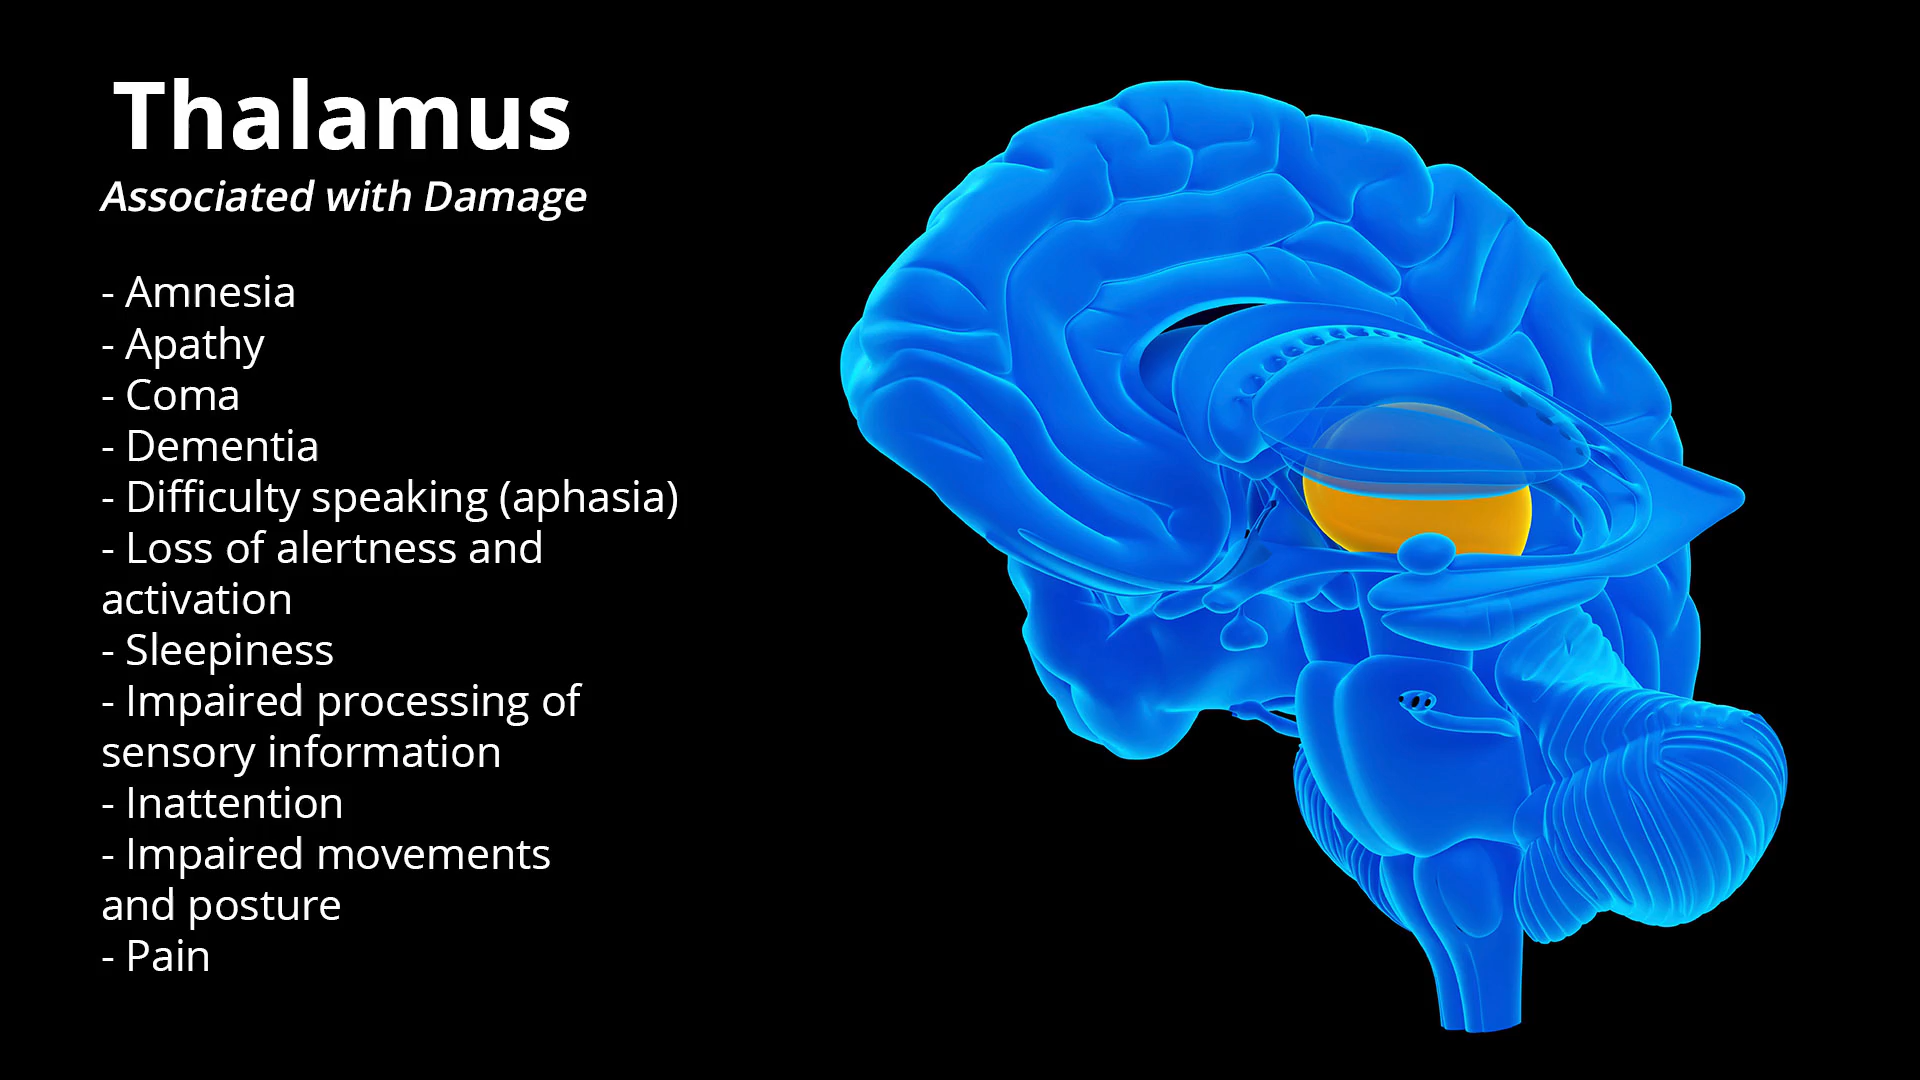 Thalamus
Associated with Damage
- Amnesia
- Apathy
- Coma
- Dementia
- Difficulty speaking (aphasia)
- Loss of alertness and
activation
- Sleepiness
- Impaired processing of
sensory information
- Inattention
- Impaired movements
and posture
- Pain